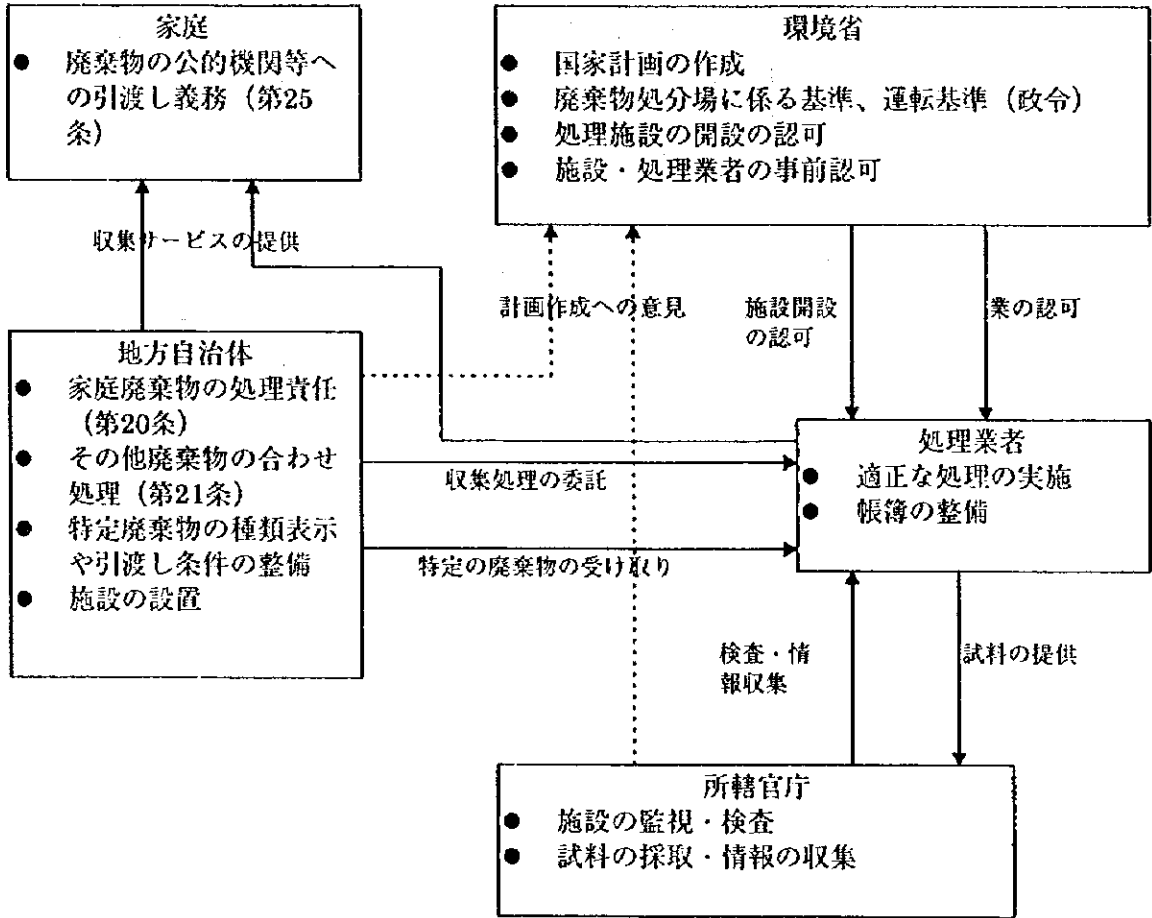 家庭
● 廃棄物の公的機関等へ
の引渡し義務（第25
条）
環境省
● 国家計画の作成
● 廃棄物処分場に係る基準、運転基準（政令）
● 処理施設の開設の認可
● 施設・処理業者の事前認可
収集サービスの提供
計画作成への意見
施設開設
の認可
業の認可
地方自治体
● 家庭廃棄物の処理責任
（第20条）
● その他廃棄物の合わせ
処理（第21条）
● 特定廃棄物の種類表示
や引渡し条件の整備
● 施設の設置
収集処理の委託
特定の廃棄物の受け取り
処理業者
● 適正な処理の実施
● 帳簿の整備
検査・情
報収集
試料の提供
所轄官庁
● 施設の監視・検査
● 試料の採取・情報の収集